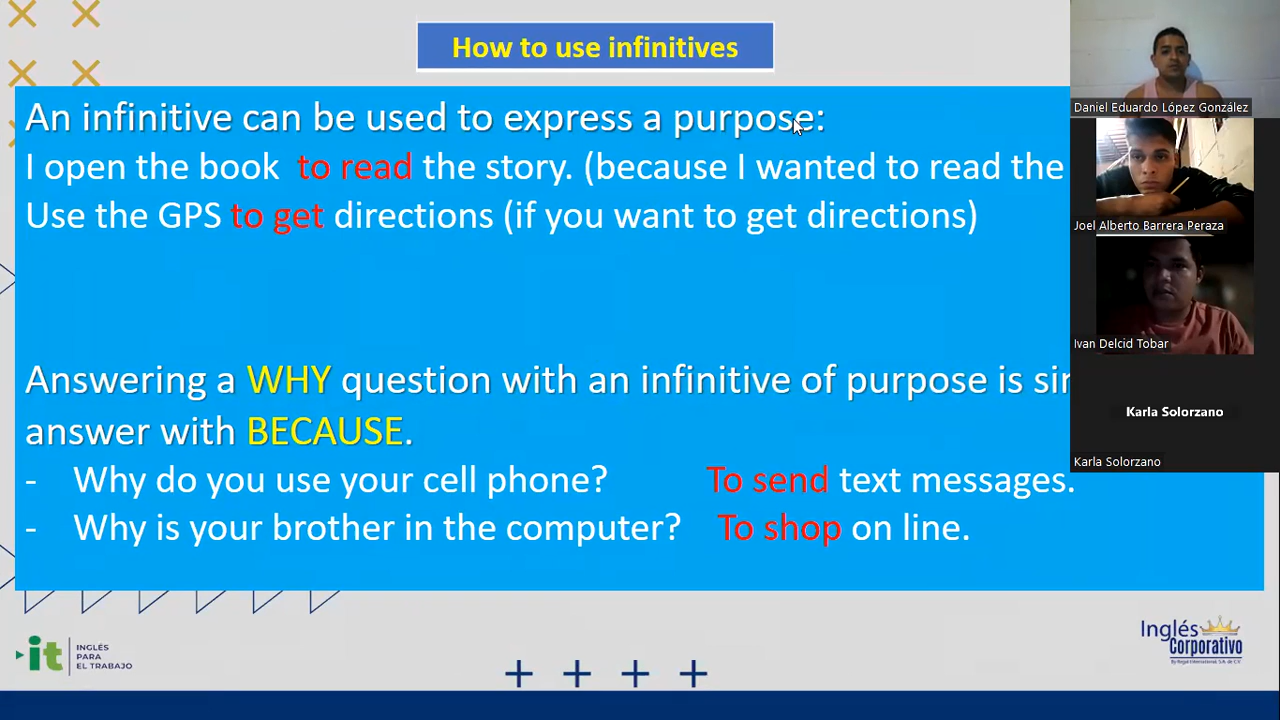 How to use infinitives
An infinitive can be used to express a purpose:
I open the book to read the story. (because I wanted to read the
Use the GPS to get directions (if you want to get directions)
Answering a WHY question with an infinitive of purpose is
answer with BECAUSE.
- Why do you use your cell phone? To send text messages.
- Why is your brother in the computer? To shop on line.
Daniel Eduardo López González
Joel Alberto Barrera Peraza
Ivan Delcid Tobar
Karla Solorzano
Karla Solorzano
it INGLÉS
PARA
EL TRABAJO
Inglés
Corporativo